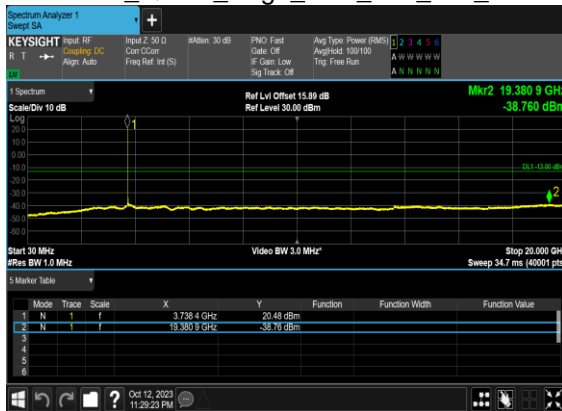 Spectrum Analyzer 1
Swept SA
KEYSIGHT Input: RF Input Z: 50 Ω #Atten: 30 dB PNO: Fast Avg Type: Power (RMS) 1 2 3 4 5 6
R T Coupling: DC Corr CCorr Gate: Off Avg|Hold: 100/100 A W W W W W
Align: Auto Freq Ref: Int (S) IF Gain: Low Trig: Free Run
Sig Track: Off A N N N N N
1 Spectrum Ref Lvl Offset 15.89 dB Mkr2 19.380 9 GHz
Scale/Div 10 dB Ref Level 30.00 dBm -38.760 dBm
Log
20.0 1
10.0
0.00
-10.0 DL1 -13.00 dBm
-20.0
-30.0 2
-40.0
-50.0
-60.0
Start 30 MHz Video BW 3.0 MHz* Stop 20.000 GHz
#Res BW 1.0 MHz Sweep 34.7 ms (40001 pts)
5 Marker Table
Mode Trace Scale X Y Function Function Width Function Value
1 N 1 f 3.738 4 GHz 20.48 dBm
2 N 1 f 19.380 9 GHz -38.76 dBm
3
4
5
6
? Oct 12, 2023
11:29:23 PM